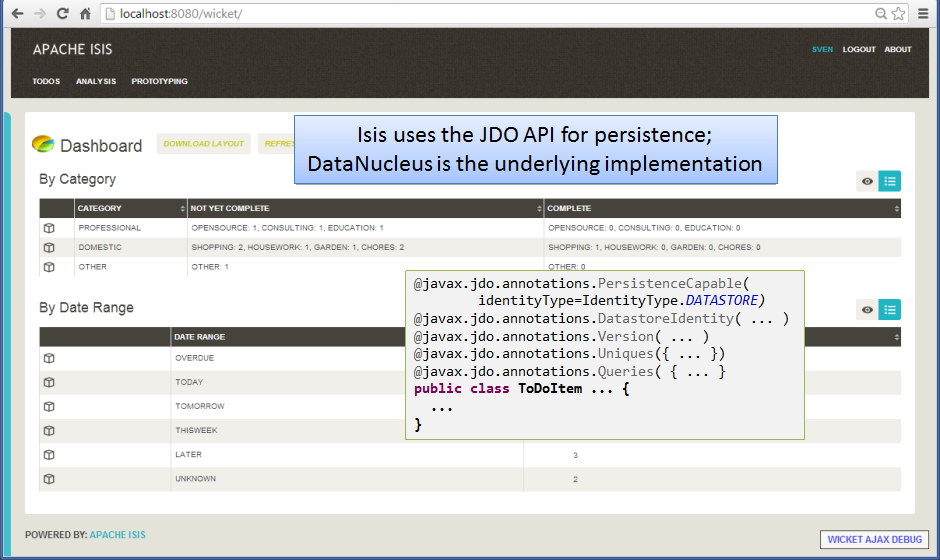 localhost:8080/wicket/
APACHE ISIS
SVEN LOGOUT ABOUT
TODOS ANALYSIS PROTOTYPING
Dashboard DOWNLOAD LAYOUT REFRES
Isis uses the JDO API for persistence;
DataNucleus is the underlying implementation
By Category
CATEGORY NOT YET COMPLETE COMPLETE
PROFESSIONAL OPENSOURCE: 1, CONSULTING: 1, EDUCATION: 1 OPENSOURCE: 0, CONSULTING: 0, EDUCATION: 0
DOMESTIC SHOPPING: 2, HOUSEWORK: 1, GARDEN: 1, CHORES: 2 SHOPPING: 1, HOUSEWORK: 0, GARDEN: 0, CHORES: 0
OTHER OTHER: 1 OTHER: 0
By Date Range
DATE RANGE
OVERDUE
TODAY
TOMORROW
THISWEEK
LATER 3
UNKNOWN 2
@javax.jdo.annotations.PersistenceCapable(
identityType=IdentityType.DATASTORE)
@javax.jdo.annotations.DatastoreIdentity( ... )
@javax.jdo.annotations.Version( ... )
@javax.jdo.annotations.Uniques({ ... })
@javax.jdo.annotations.Queries( { ... }
public class ToDoItem ... {
...
}
POWERED BY: APACHE ISIS
WICKET AJAX DEBUG